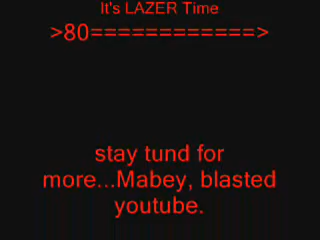 It's LAZER Time
>80============>
stay tund for
more...Mabey, blasted
youtube.